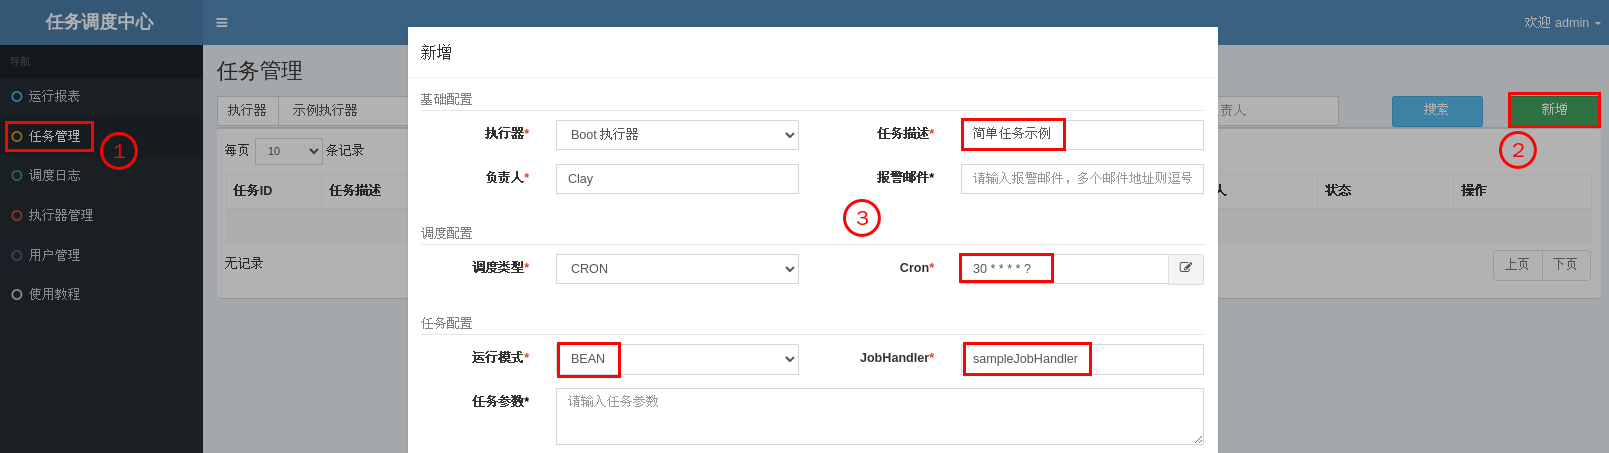 任务调度中心
欢迎 admin
导航
运行报表
任务管理
调度日志
执行器管理
用户管理
使用教程
1
任务管理
执行器 示例执行器
责人
搜索
新增
2
每页 10 条记录
任务ID 任务描述
人 状态 操作
无记录
上页 下页
新增
基础配置
执行器* Boot 执行器 任务描述* 简单任务示例
负责人* Clay 报警邮件* 请输入报警邮件，多个邮件地址则逗号
3
调度配置
调度类型* CRON Cron* 30 * * * * ?
任务配置
运行模式* BEAN JobHandler* sampleJobHandler
任务参数* 请输入任务参数